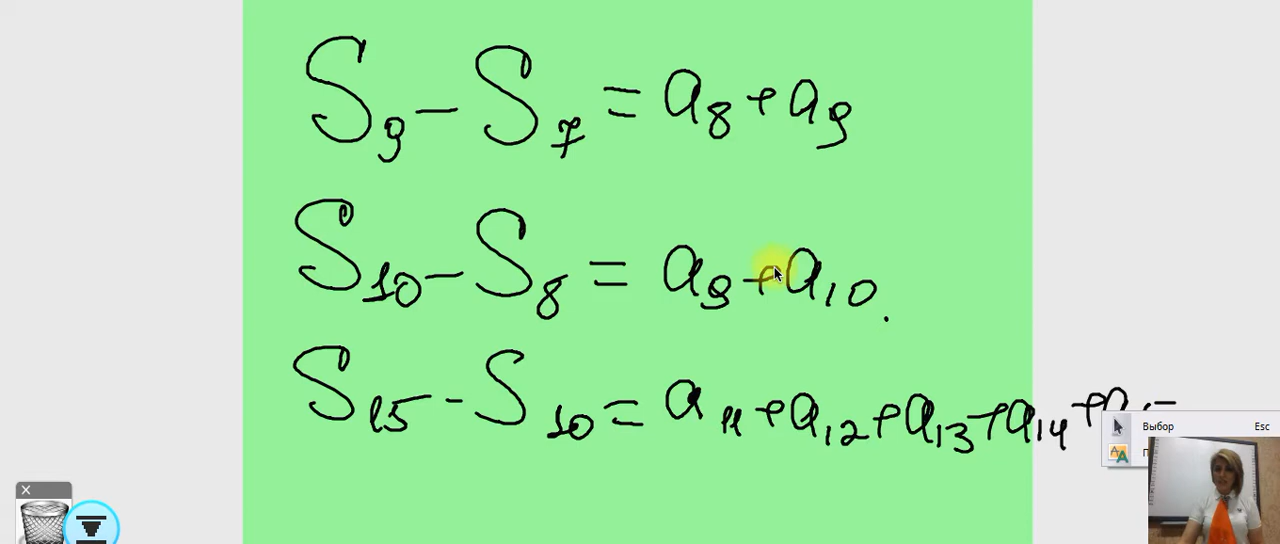 S₉ - S₇ = a₈ + a₉
S₁₀ - S₈ = a₉ + a₁₀.
S₁₅ - S₁₀ = a₁₁ + a₁₂ + a₁₃ + a₁₄ +
Выбор Esc